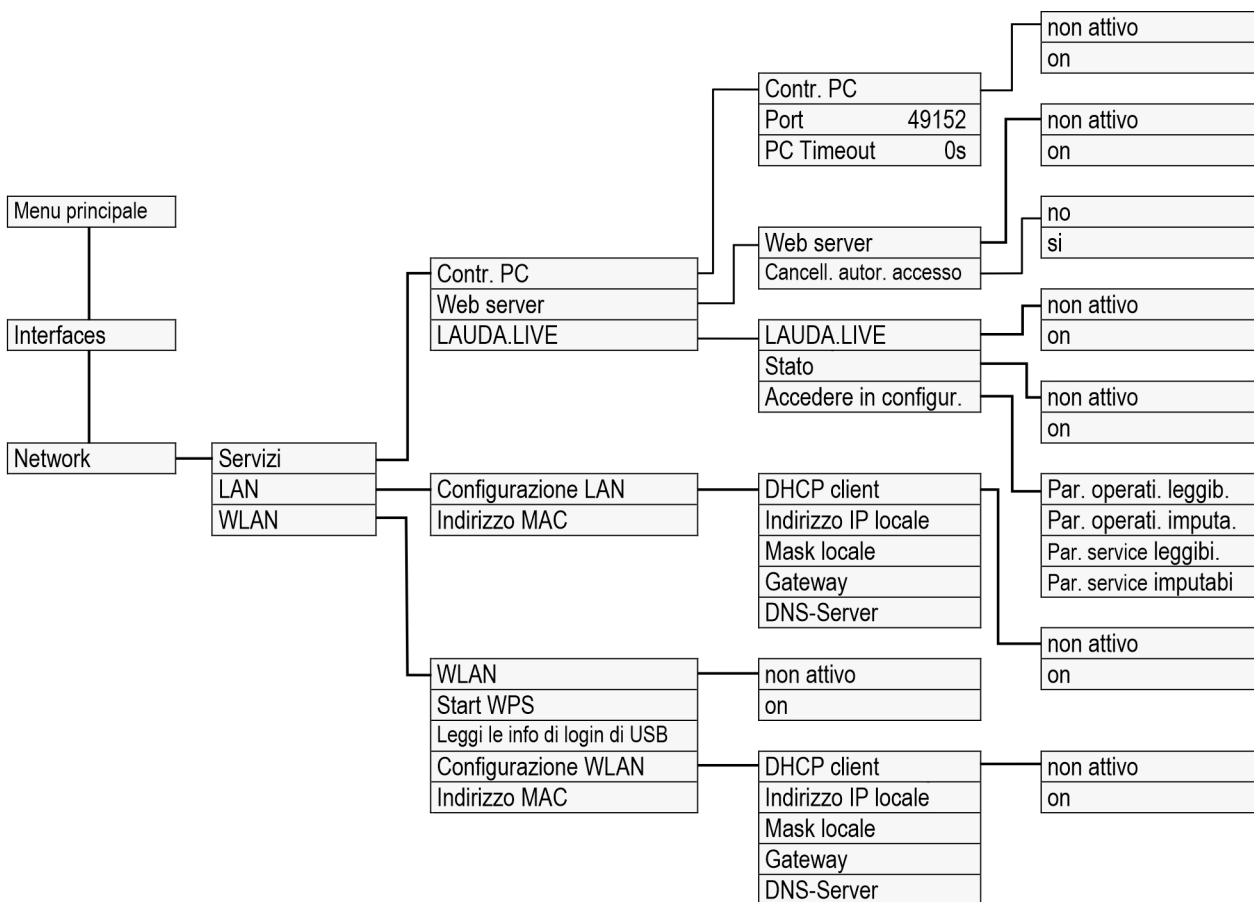 Menu principale
Interfaces
Network
Servizi
LAN
WLAN
Contr. PC
Web server
LAUDA.LIVE
Configurazione LAN
Indirizzo MAC
WLAN
Start WPS
Leggi le info di login di USB
Configurazione WLAN
Indirizzo MAC
Contr. PC
Port 49152
PC Timeout 0s
Web server
Cancell. autor. accesso
LAUDA.LIVE
Stato
Accedere in configur.
DHCP client
Indirizzo IP locale
Mask locale
Gateway
DNS-Server
non attivo
on
DHCP client
Indirizzo IP locale
Mask locale
Gateway
DNS-Server
non attivo
on
non attivo
on
no
si
non attivo
on
non attivo
on
Par. operati. leggib.
Par. operati. imputa.
Par. service leggibi.
Par. service imputabi
non attivo
on
non attivo
on